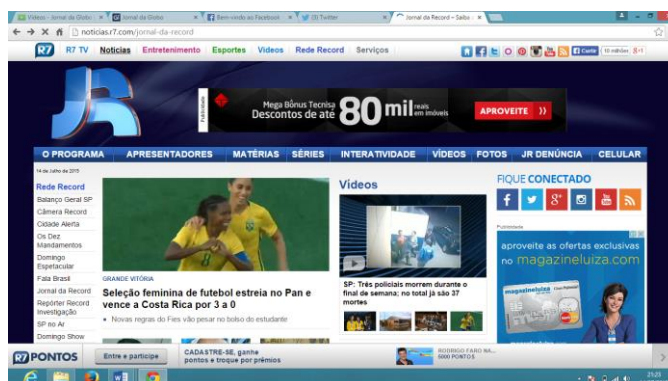 Vídeos - Jornal da Globo
Jornal da Globo
Bem-vindo ao Facebook
(3) Twitter
Jornal da Record – Saiba
noticias.r7.com/jornal-da-record
R7 R7 TV Notícias Entretenimento Esportes Vídeos Rede Record Serviços
Curtir 10 milhões
JR
Publicidade
Mega Bônus Tecnisa
Descontos de até 80 mil reais em imóveis
APROVEITE
O PROGRAMA APRESENTADORES MATÉRIAS SÉRIES INTERATIVIDADE VÍDEOS FOTOS JR DENÚNCIA CELULAR
14 de Julho de 2015
Rede Record
Balanço Geral SP
Câmera Record
Cidade Alerta
Os Dez
Mandamentos
Domingo
Espetacular
Fala Brasil
Jornal da Record
Repórter Record
Investigação
SP no Ar
Domingo Show
GRANDE VITÓRIA
Seleção feminina de futebol estreia no Pan e
vence a Costa Rica por 3 a 0
Novas regras do Fies vão pesar no bolso do estudante
Vídeos
SP: Três policiais morrem durante o
final de semana; no total já são 37
mortes
FIQUE CONECTADO
Publicidade
aproveite as ofertas exclusivas
no magazineluiza.com
magazineluiza
R7 PONTOS
Entre e participe
CADASTRE-SE, ganhe
pontos e troque por prêmios
RODRIGO FARO NA...
5000 PONTOS
21:23